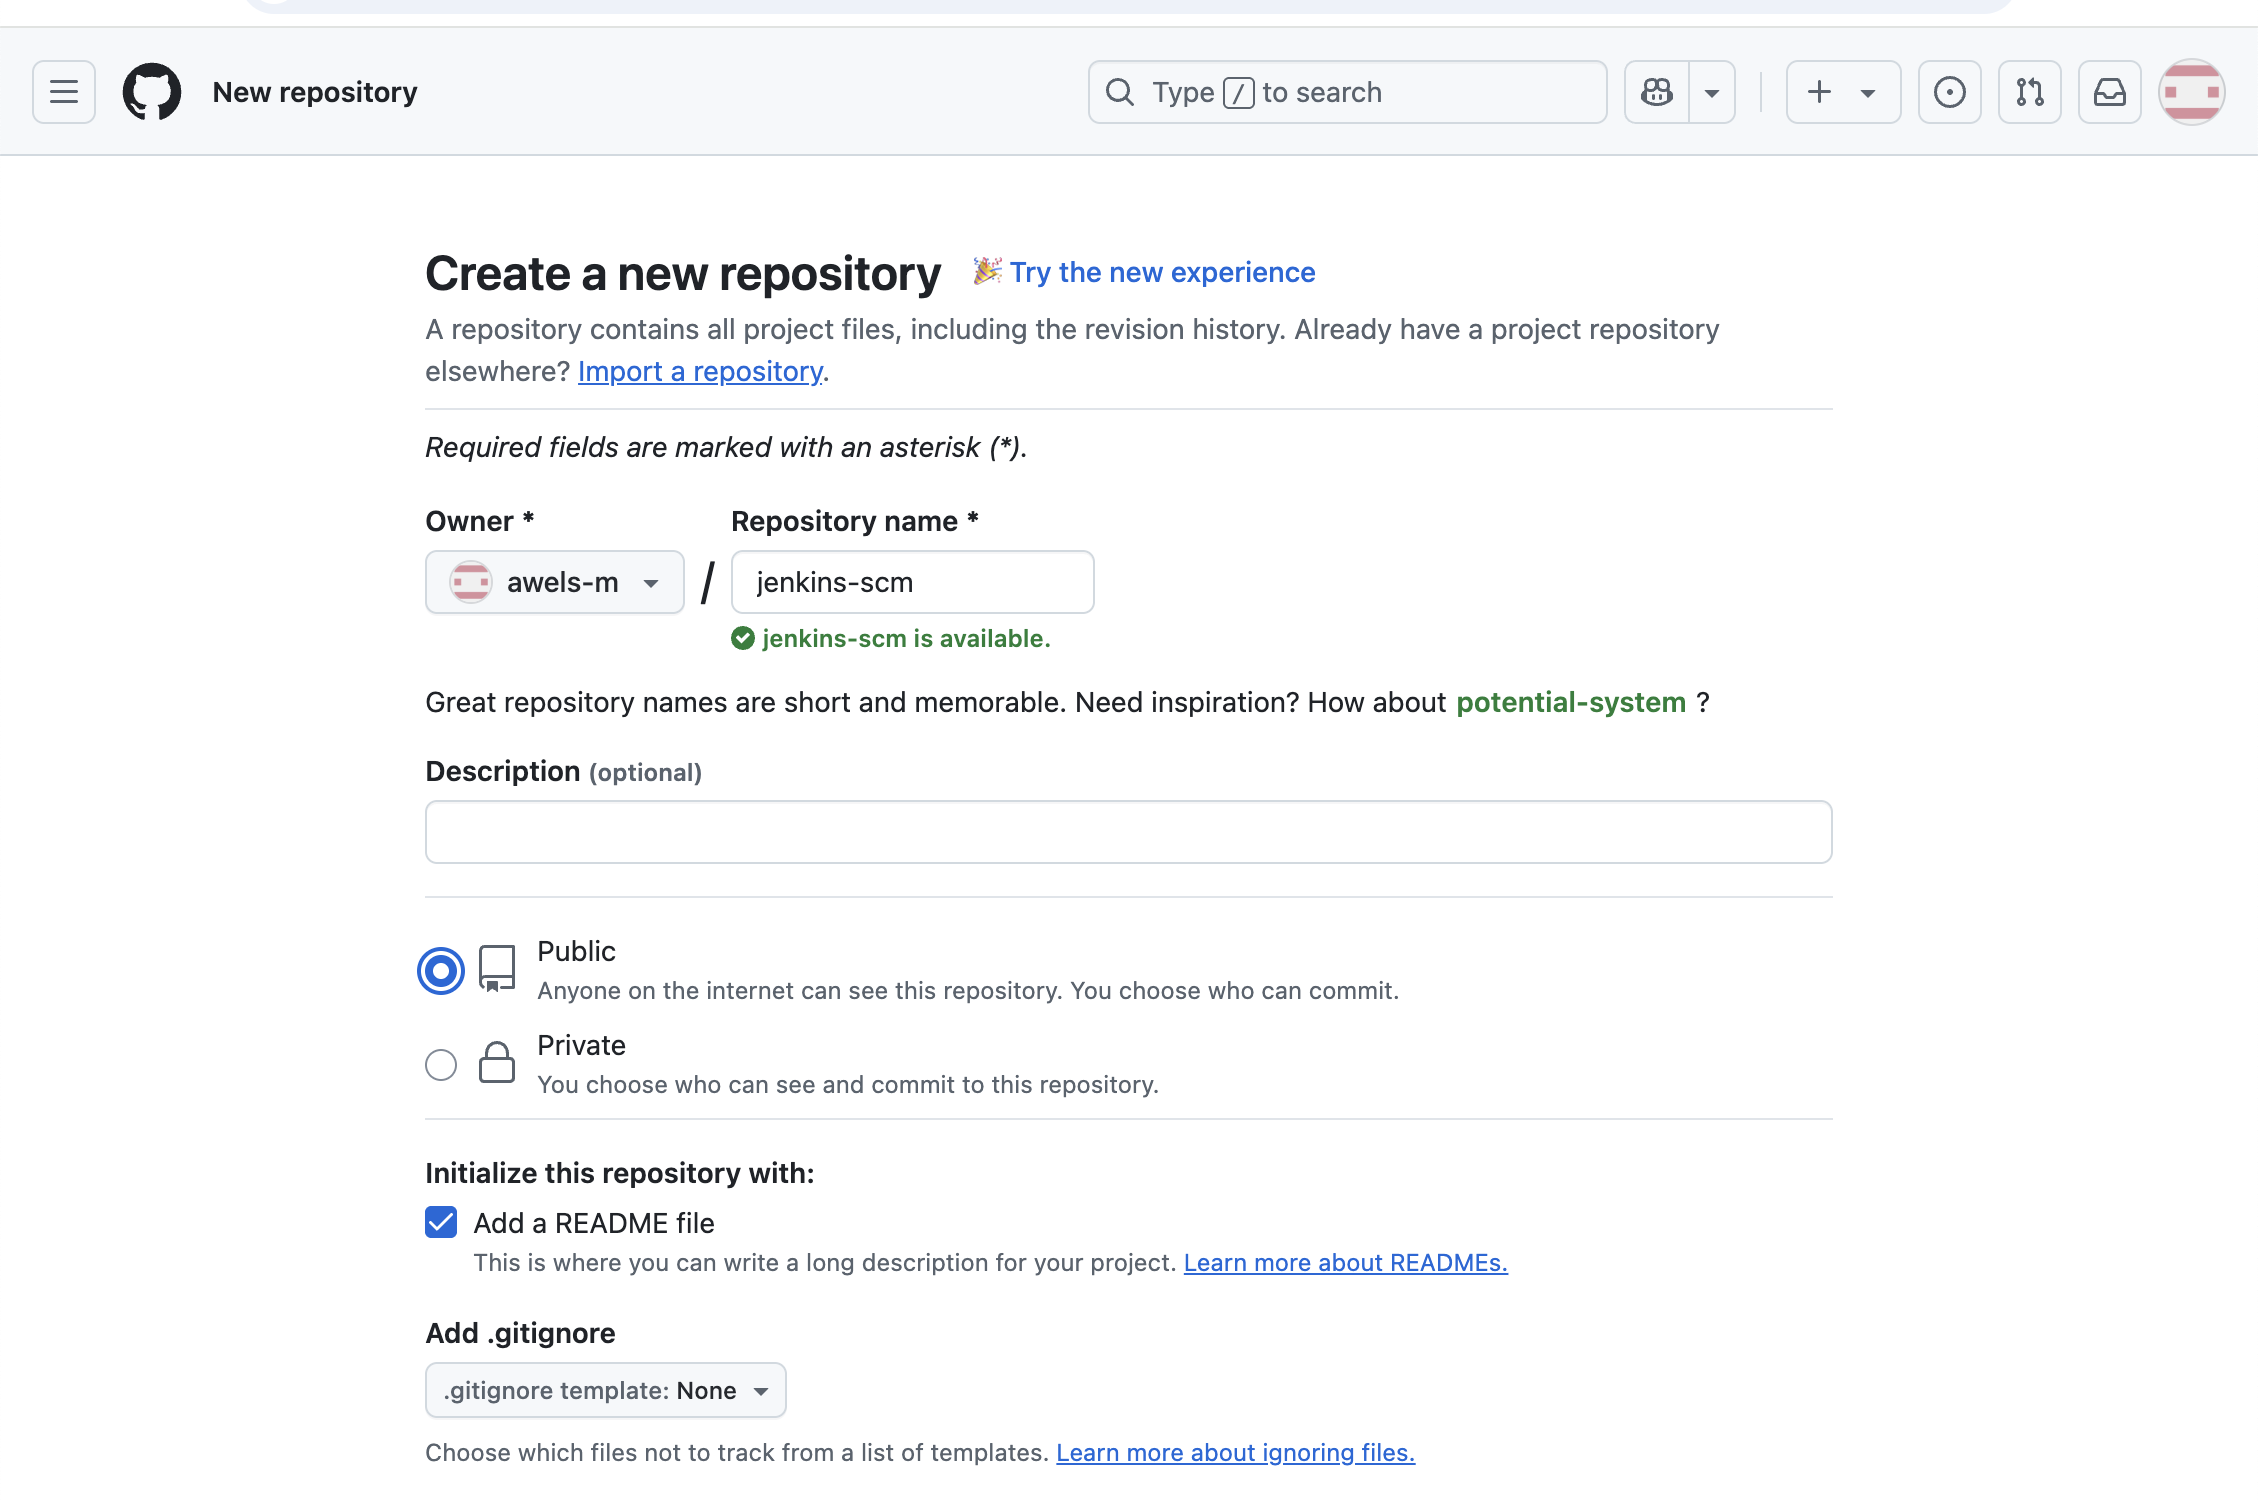 New repository
Type / to search
Create a new repository 🎉 Try the new experience
A repository contains all project files, including the revision history. Already have a project repository
elsewhere? Import a repository.
Required fields are marked with an asterisk (*).
Owner * Repository name *
awels-m / jenkins-scm
jenkins-scm is available.
Great repository names are short and memorable. Need inspiration? How about potential-system ?
Description (optional)
Public
Anyone on the internet can see this repository. You choose who can commit.
Private
You choose who can see and commit to this repository.
Initialize this repository with:
Add a README file
This is where you can write a long description for your project. Learn more about READMEs.
Add .gitignore
.gitignore template: None
Choose which files not to track from a list of templates. Learn more about ignoring files.